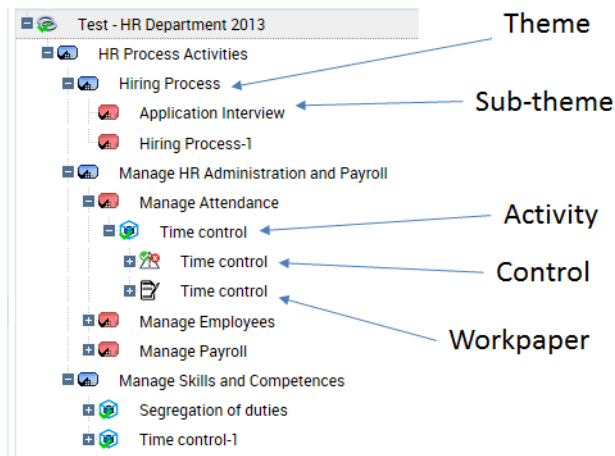 Test - HR Department 2013
Theme
HR Process Activities
Hiring Process
Sub-theme
Application Interview
Hiring Process-1
Manage HR Administration and Payroll
Manage Attendance
Activity
Time control
Control
Time control
Time control
Workpaper
Manage Employees
Manage Payroll
Manage Skills and Competences
Segregation of duties
Time control-1